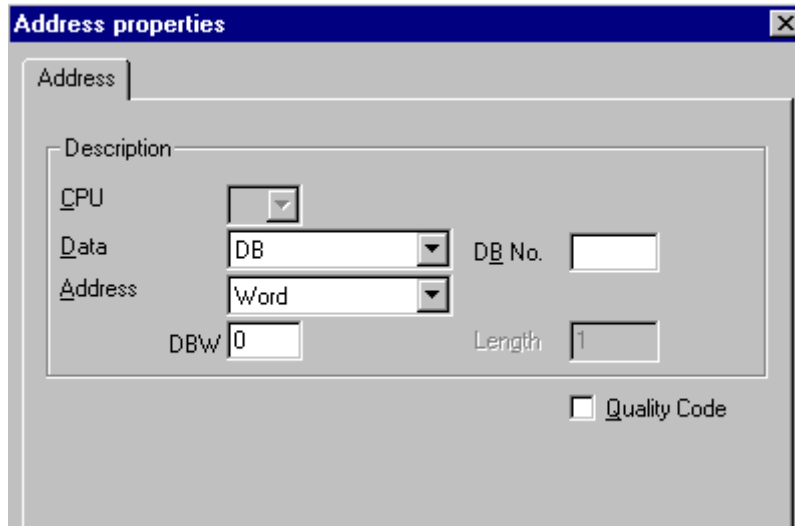 Address properties
Address
Description
CPU
Data DB DB No.
Address Word
DBW 0 Length 1
Quality Code